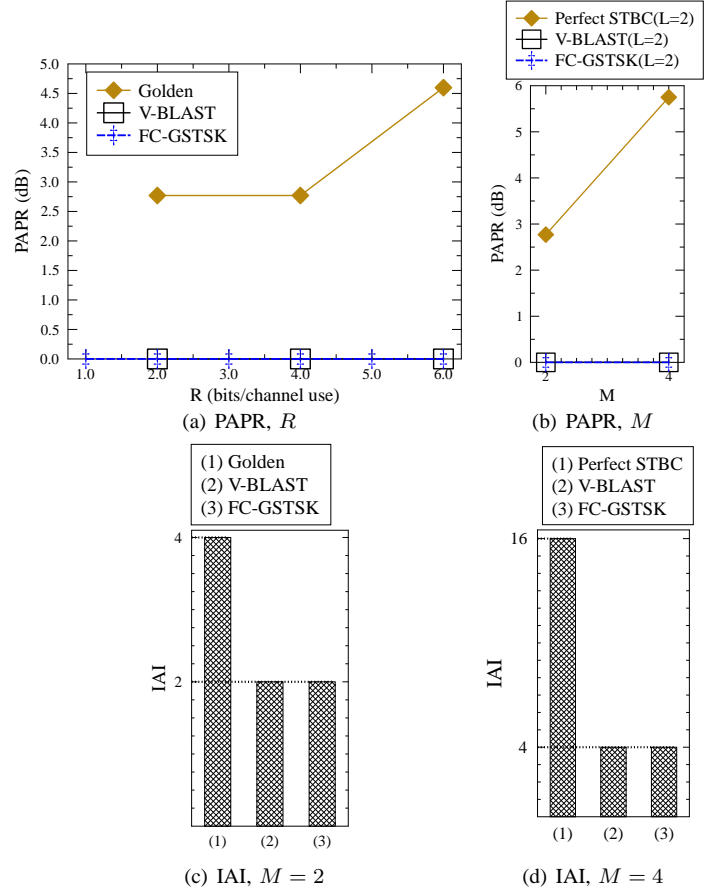 Golden
V-BLAST
FC-GSTSK
5.0
4.5
4.0
3.5
3.0
2.5
2.0
1.5
1.0
0.5
0.0
PAPR (dB)
1.0 2.0 3.0 4.0 5.0 6.0
R (bits/channel use)
(a) PAPR, R
Perfect STBC(L=2)
V-BLAST(L=2)
FC-GSTSK(L=2)
6
5
4
3
2
1
0
PAPR (dB)
2 4
M
(b) PAPR, M
(1) Golden
(2) V-BLAST
(3) FC-GSTSK
4
2
IAI
(1) (2) (3)
(c) IAI, M = 2
(1) Perfect STBC
(2) V-BLAST
(3) FC-GSTSK
16
4
IAI
(1) (2) (3)
(d) IAI, M = 4